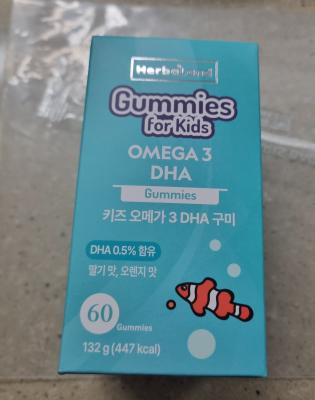 Herbaland
Gummies
for Kids
OMEGA 3
DHA
Gummies
키즈 오메가 3 DHA 구미
DHA 0.5% 함유
딸기 맛, 오렌지 맛
60 Gummies
132 g (447 kcal)